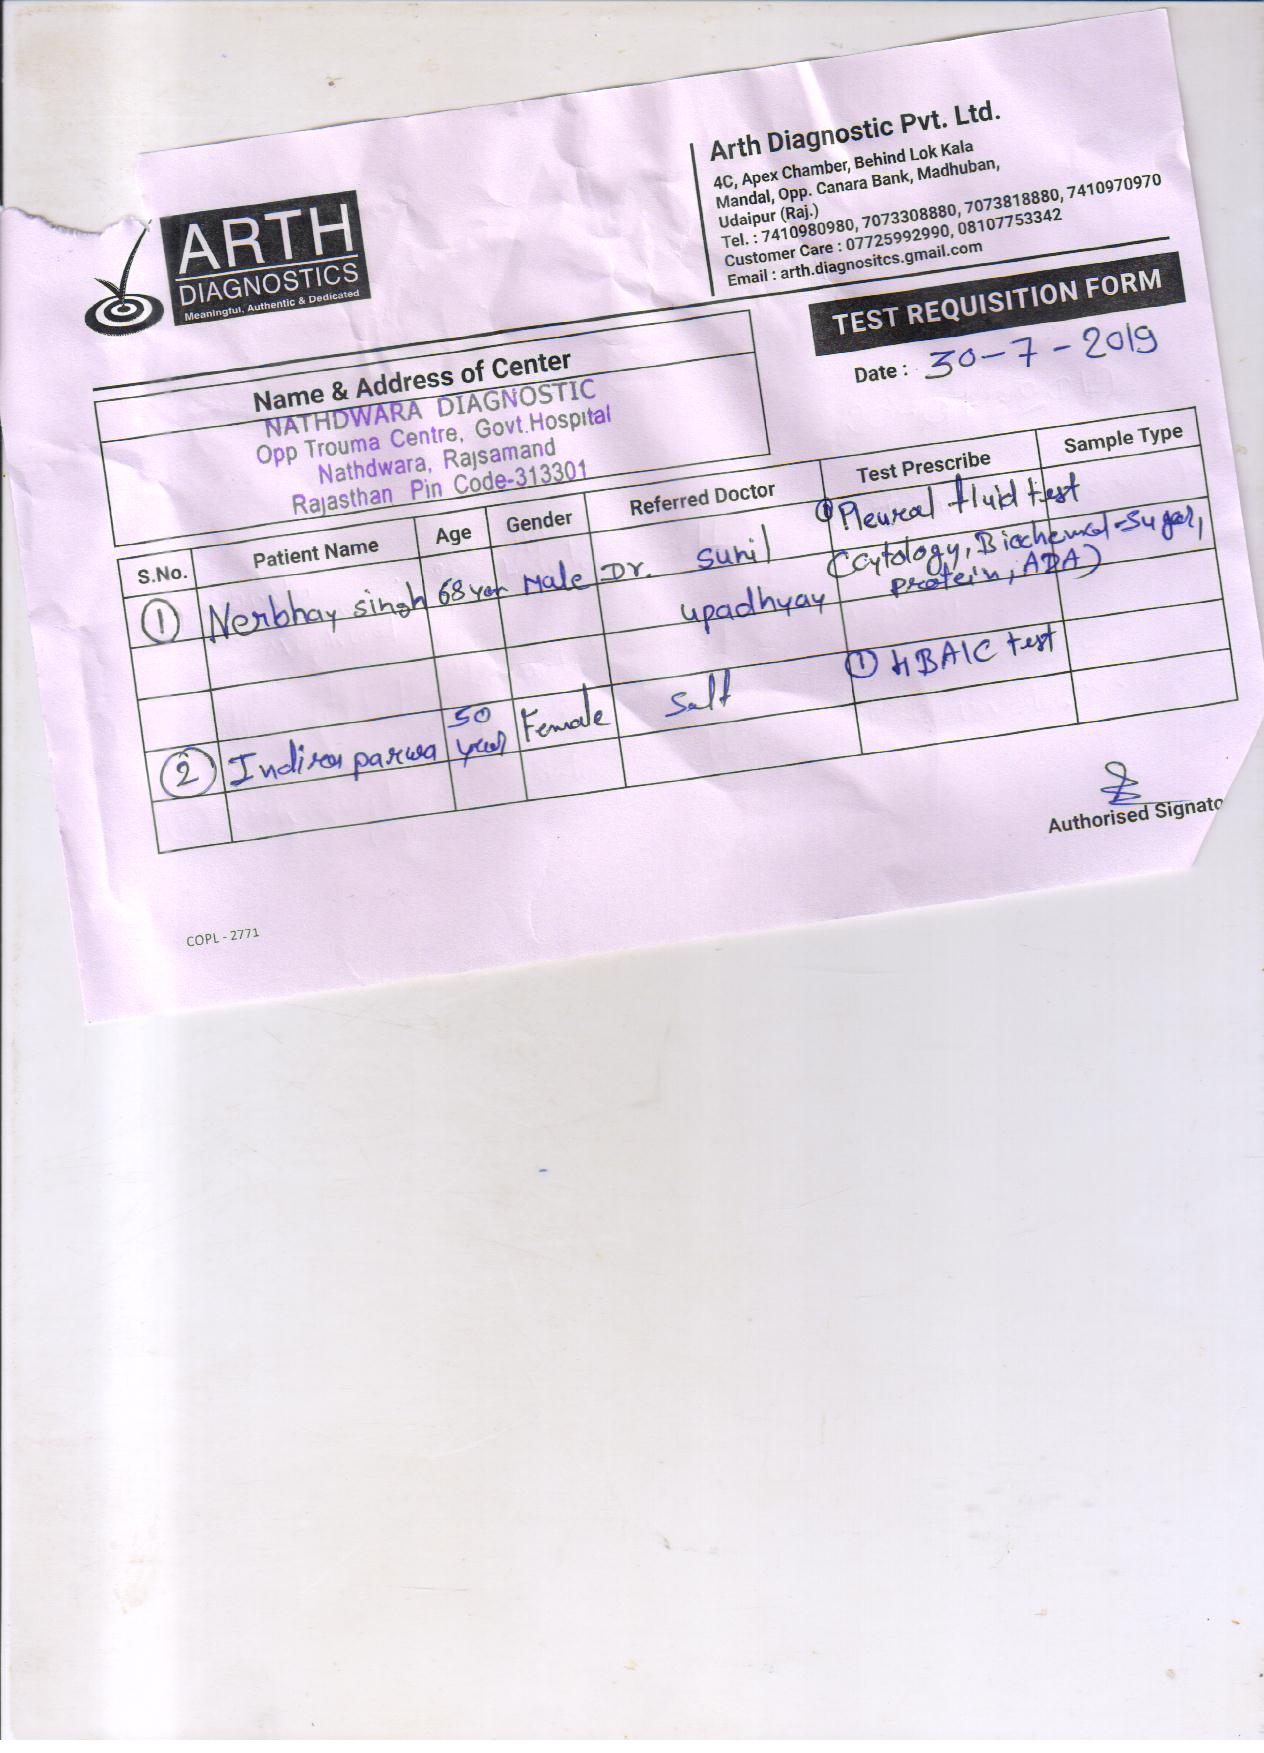 ARTH
DIAGNOSTICS
Meaningful, Authentic & Dedicated
Arth Diagnostic Pvt. Ltd.
4C, Apex Chamber, Behind Lok Kala
Mandal, Opp. Canara Bank, Madhuban,
Udaipur (Raj.)
Tel. : 7410980980, 7073308880, 7073818880, 7410970970
Customer Care : 07725992990, 08107753342
Email : arth.diagnositcs.gmail.com
TEST REQUISITION FORM
Date : 30-7-2019
Name & Address of Center
NATHDWARA DIAGNOSTIC
Opp Trouma Centre, Govt.Hospital
Nathdwara, Rajsamand
Rajasthan Pin Code-313301
S.No. Patient Name Age Gender Referred Doctor Test Prescribe Sample Type
① Nerbhay singh 68 year Male Dr. sunil upadhyay ① Pleural fluid test
(cytology, Biochemal-Sugar,
protein, ADA)
② Indira parwa 50 year Female Self ① HBA1C test
Authorised Signato
COPL - 2771